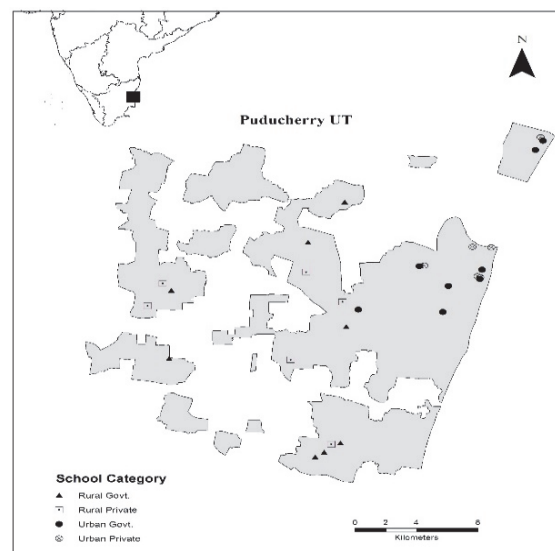 N
Puducherry UT
School Category
Rural Govt.
Rural Private
Urban Govt.
Urban Private
0 2 4 6
Kilometers